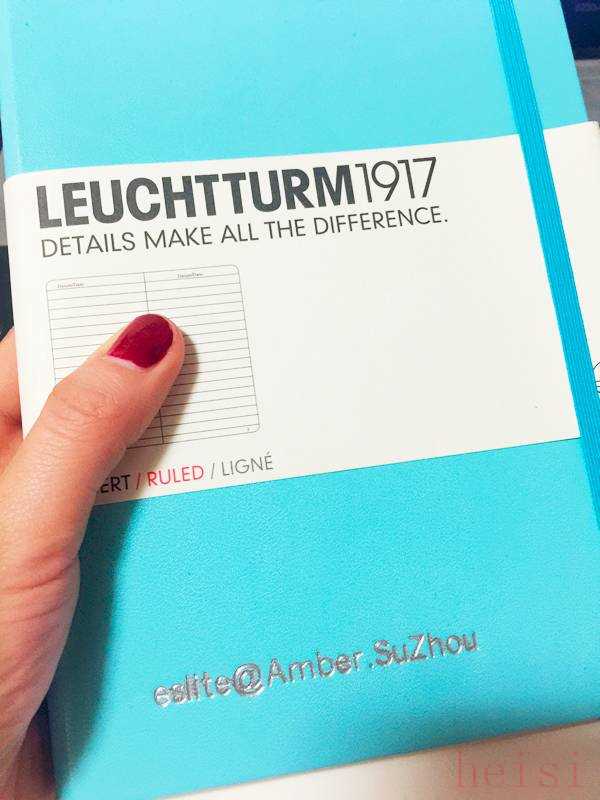 LEUCHTTURM1917
DETAILS MAKE ALL THE DIFFERENCE.
ERT / RULED / LIGNÉ
eslite@Amber.SuZhou
heisi